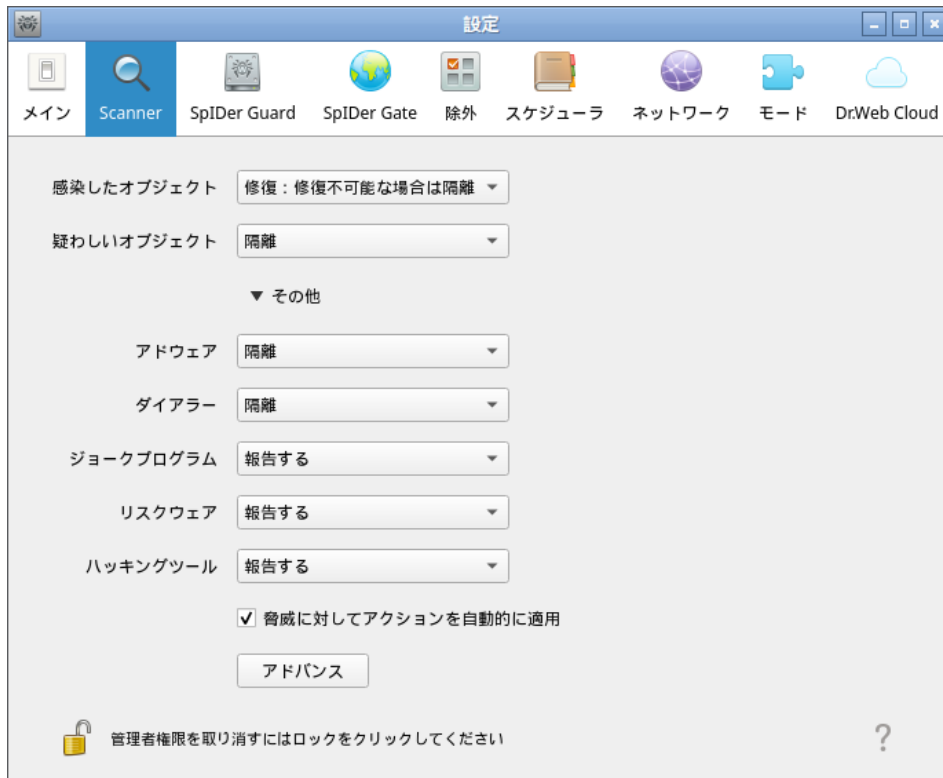 設定
メイン Scanner SpIDer Guard SpIDer Gate 除外 スケジューラ ネットワーク モード Dr.Web Cloud
感染したオブジェクト 修復：修復不可能な場合は隔離
疑わしいオブジェクト 隔離
▼ その他
アドウェア 隔離
ダイアラー 隔離
ジョークプログラム 報告する
リスクウェア 報告する
ハッキングツール 報告する
脅威に対してアクションを自動的に適用
アドバンス
管理者権限を取り消すにはロックをクリックしてください ?